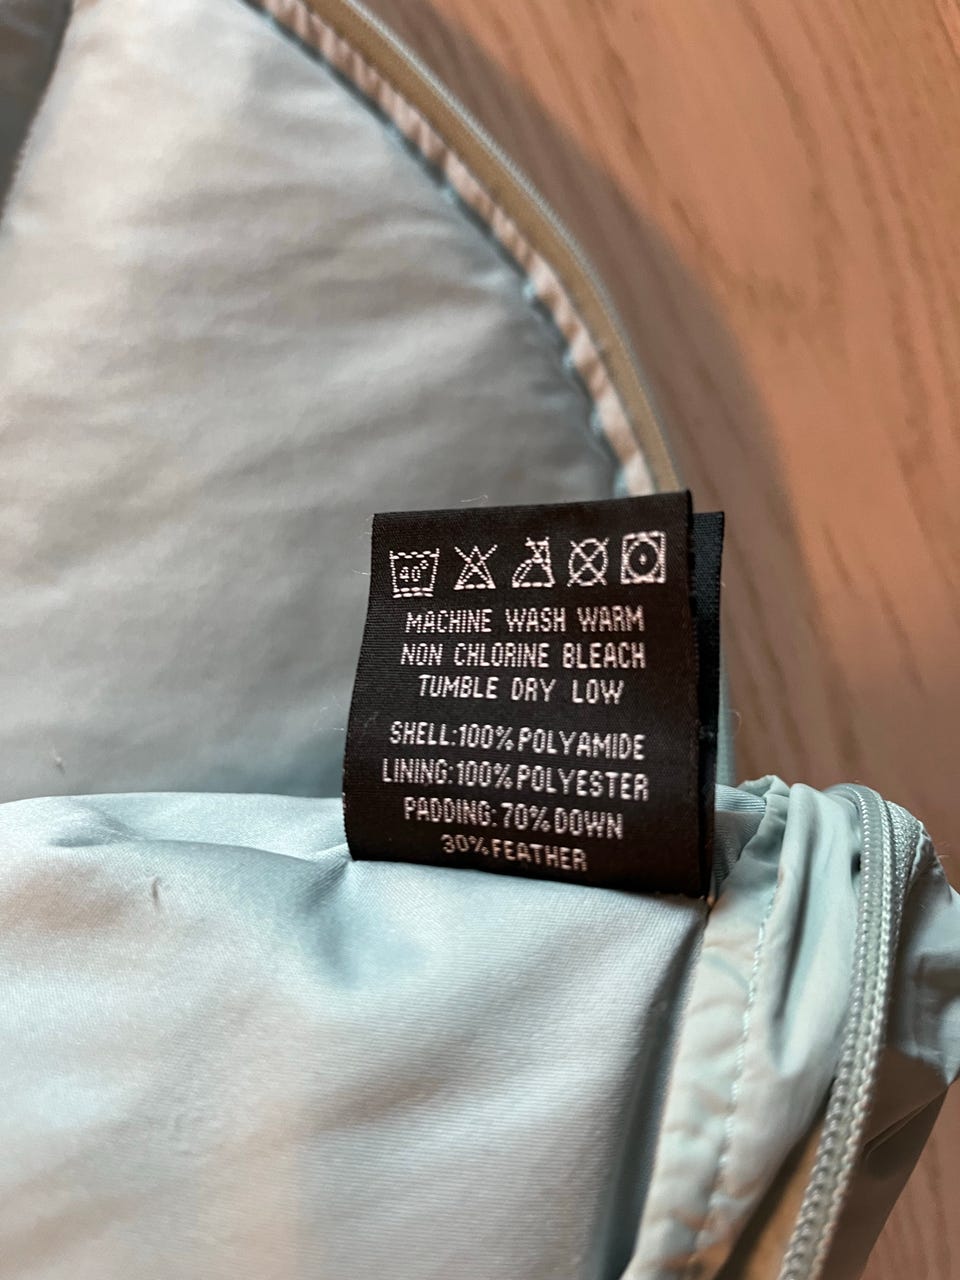 40°
MACHINE WASH WARM
NON CHLORINE BLEACH
TUMBLE DRY LOW
SHELL:100%POLYAMIDE
LINING:100%POLYESTER
PADDING:70%DOWN
30%FEATHER